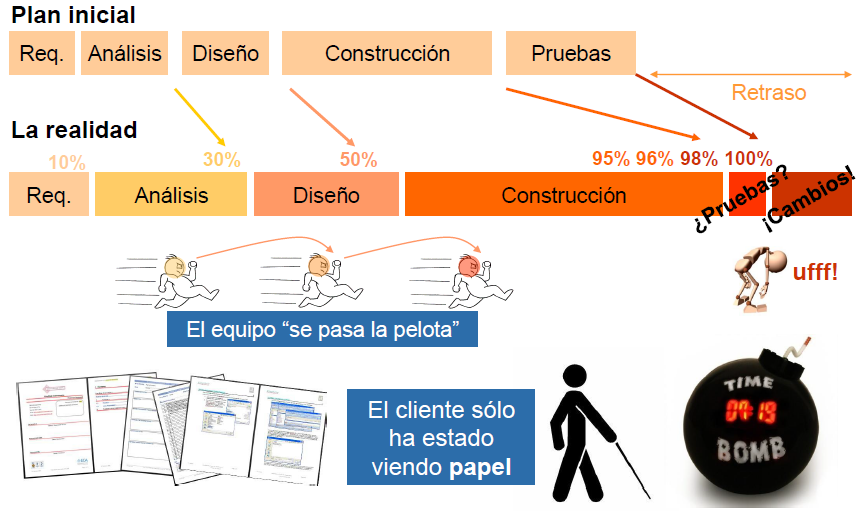 Plan inicial
Req.
Análisis
Diseño
Construcción
Pruebas
Retraso
La realidad
10%
30%
50%
95%
96%
98%
100%
Req.
Análisis
Diseño
Construcción
¿Pruebas?
¡Cambios!
ufff!
El equipo “se pasa la pelota”
El cliente sólo
ha estado
viendo papel
TIME
BOMB